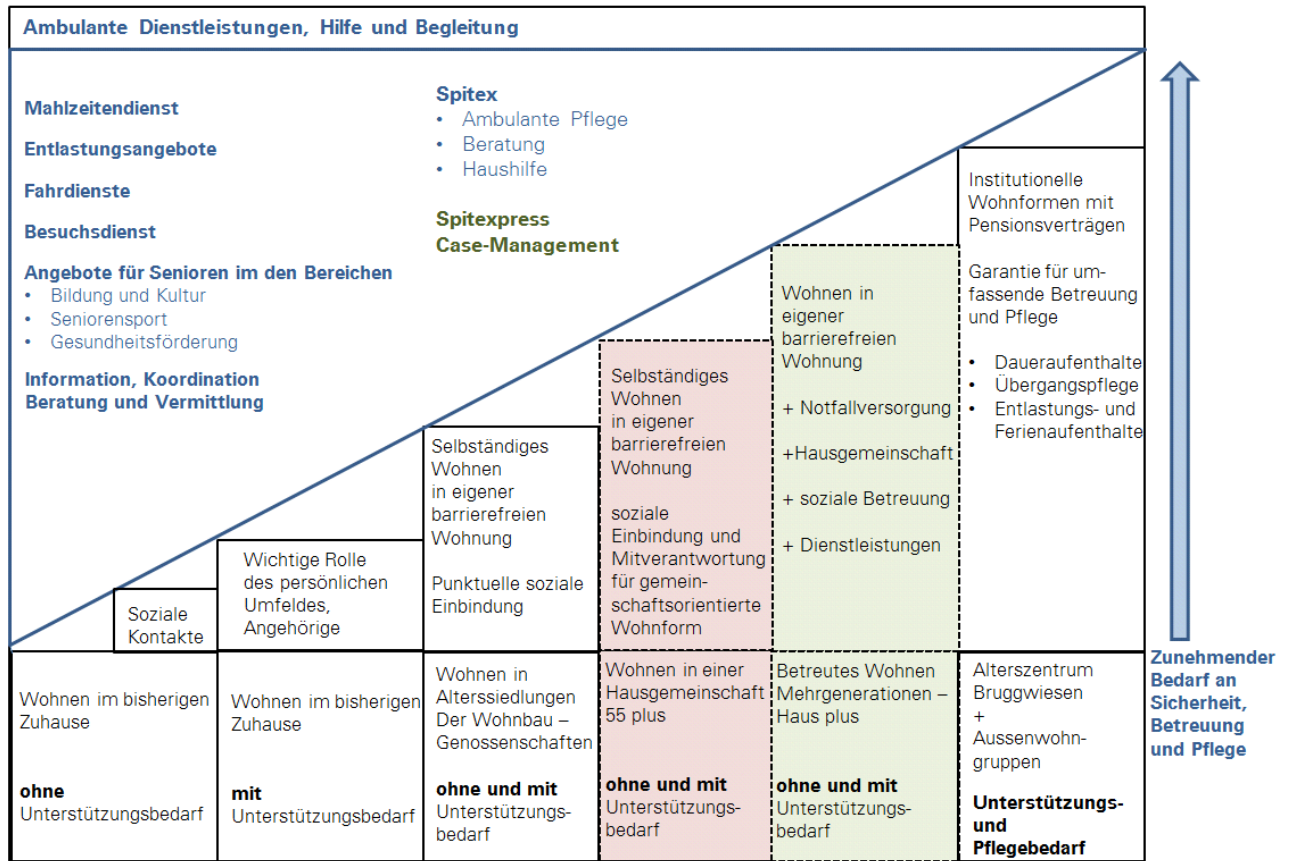 Ambulante Dienstleistungen, Hilfe und Begleitung
Mahlzeitendienst
Entlastungsangebote
Fahrdienste
Besuchsdienst
Angebote für Senioren im den Bereichen
• Bildung und Kultur
• Seniorensport
• Gesundheitsförderung
Information, Koordination
Beratung und Vermittlung
Spitex
• Ambulante Pflege
• Beratung
• Haushilfe
Spitexpress
Case-Management
Soziale
Kontakte
Wichtige Rolle
des persönlichen
Umfeldes,
Angehörige
Selbständiges
Wohnen
in eigener
barrierefreien
Wohnung
Punktuelle soziale
Einbindung
Selbständiges
Wohnen
in eigener
barrierefreien
Wohnung
soziale
Einbindung und
Mitverantwortung
für gemein-
schaftsorientierte
Wohnform
Wohnen in
eigener
barrierefreien
Wohnung
+ Notfallversorgung
+Hausgemeinschaft
+ soziale Betreuung
+ Dienstleistungen
Institutionelle
Wohnformen mit
Pensionsverträgen
Garantie für um-
fassende Betreuung
und Pflege
• Daueraufenthalte
• Übergangspflege
• Entlastungs- und
Ferienaufenthalte
Wohnen im bisherigen
Zuhause
ohne
Unterstützungsbedarf
Wohnen im bisherigen
Zuhause
mit
Unterstützungsbedarf
Wohnen in
Alterssiedlungen
Der Wohnbau –
Genossenschaften
ohne und mit
Unterstützungs-
bedarf
Wohnen in einer
Hausgemeinschaft
55 plus
ohne und mit
Unterstützungs-
bedarf
Betreutes Wohnen
Mehrgenerationen –
Haus plus
ohne und mit
Unterstützungs-
bedarf
Alterszentrum
Bruggwiesen
+
Aussenwohn-
gruppen
Unterstützungs-
und
Pflegebedarf
Zunehmender
Bedarf an
Sicherheit,
Betreuung
und Pflege